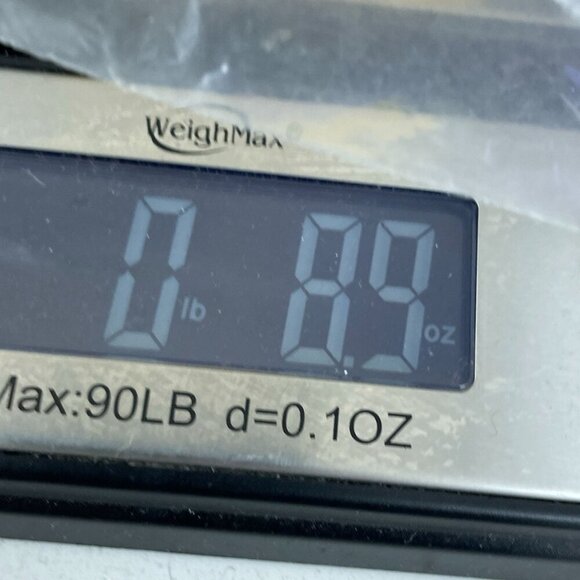 WeighMax
0 lb 8.9 oz
Max:90LB d=0.1OZ